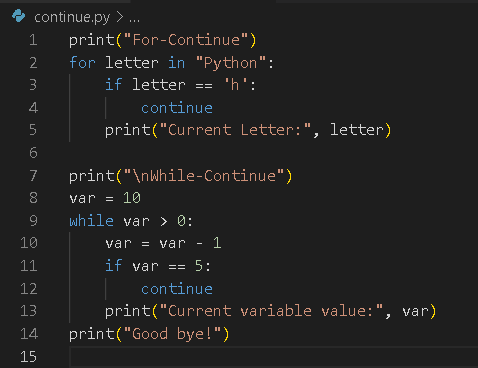 continue.py > ...
1 print("For-Continue")
2 for letter in "Python":
3     if letter == 'h':
4         continue
5     print("Current Letter:", letter)
6
7 print("\nWhile-Continue")
8 var = 10
9 while var > 0:
10     var = var - 1
11     if var == 5:
12         continue
13     print("Current variable value:", var)
14 print("Good bye!")
15